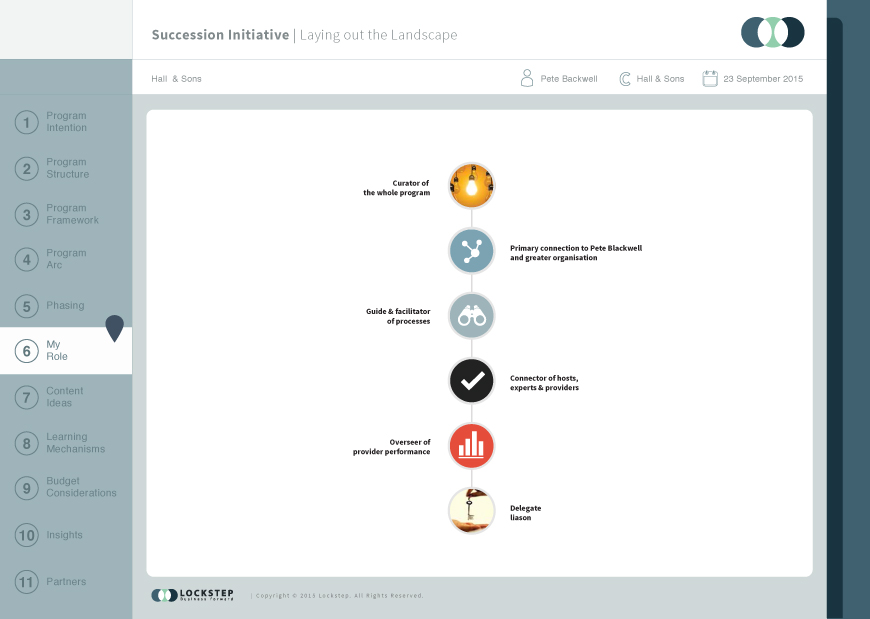 Succession Initiative | Laying out the Landscape
Hall & Sons
Pete Backwell
Hall & Sons
23 September 2015
1 Program
Intention
2 Program
Structure
3 Program
Framework
4 Program
Arc
5 Phasing
6 My
Role
7 Content
Ideas
8 Learning
Mechanisms
9 Budget
Considerations
10 Insights
11 Partners
Curator of
the whole program
Primary connection to Pete Blackwell
and greater organisation
Guide & facilitator
of processes
Connector of hosts,
experts & providers
Overseer of
provider performance
Delegate
liason
LOCKSTEP
business forward
| Copyright © 2013 Lockstep. All Rights Reserved.